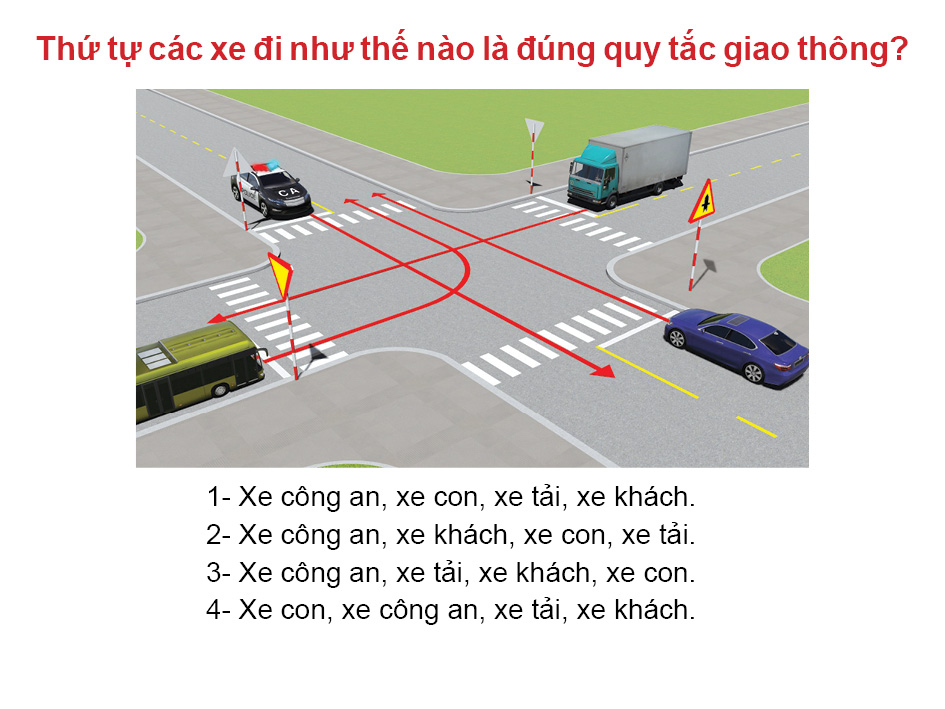 Thứ tự các xe đi như thế nào là đúng quy tắc giao thông?
CA
1- Xe công an, xe con, xe tải, xe khách.
2- Xe công an, xe khách, xe con, xe tải.
3- Xe công an, xe tải, xe khách, xe con.
4- Xe con, xe công an, xe tải, xe khách.